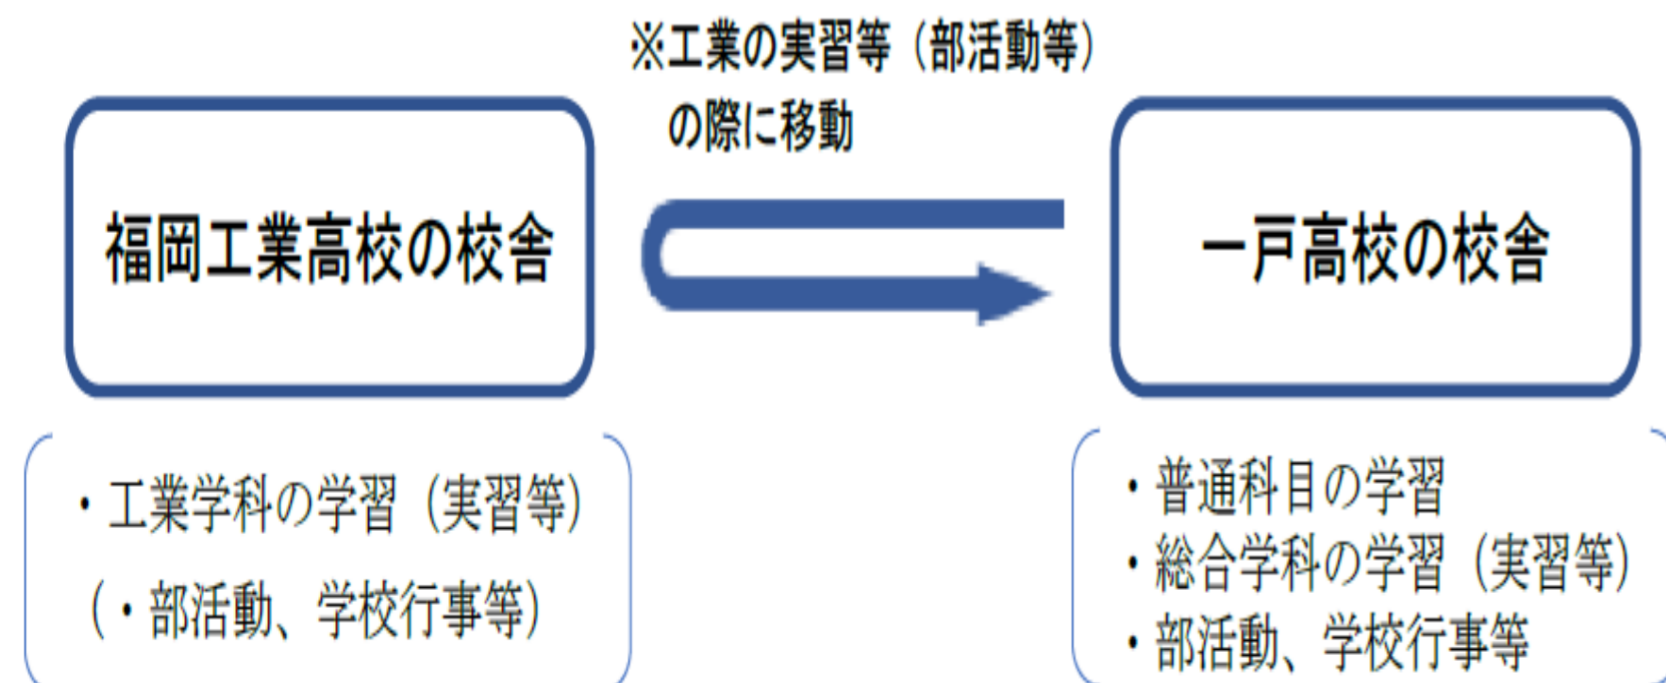 ※工業の実習等（部活動等）
の際に移動
福岡工業高校の校舎
一戸高校の校舎
・工業学科の学習（実習等）
（・部活動、学校行事等）
・普通科目の学習
・総合学科の学習（実習等）
・部活動、学校行事等